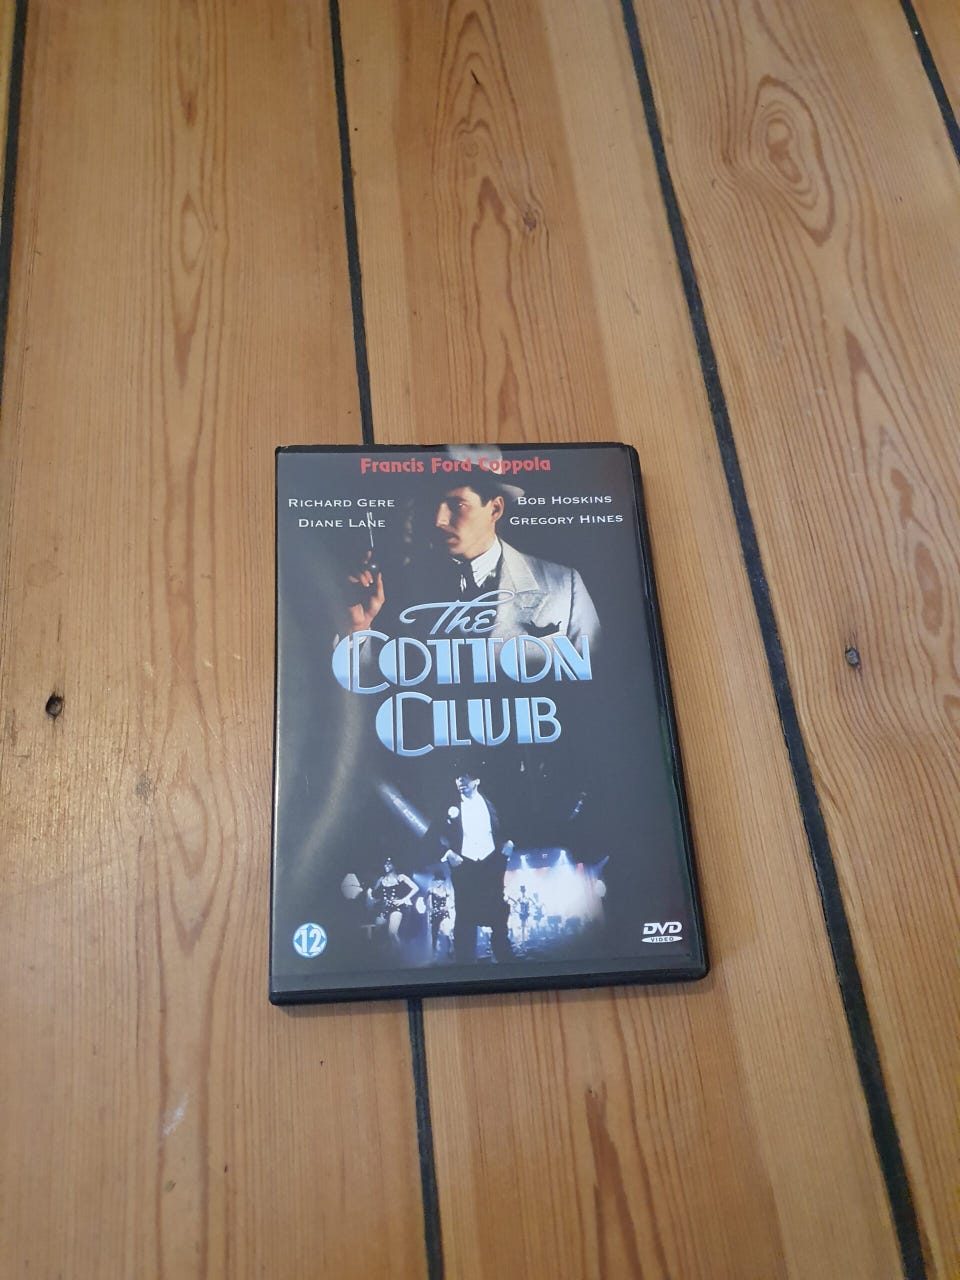 Francis Ford Coppola
RICHARD GERE
DIANE LANE
BOB HOSKINS
GREGORY HINES
The
COTTON
CLUB
12
DVD
VIDEO